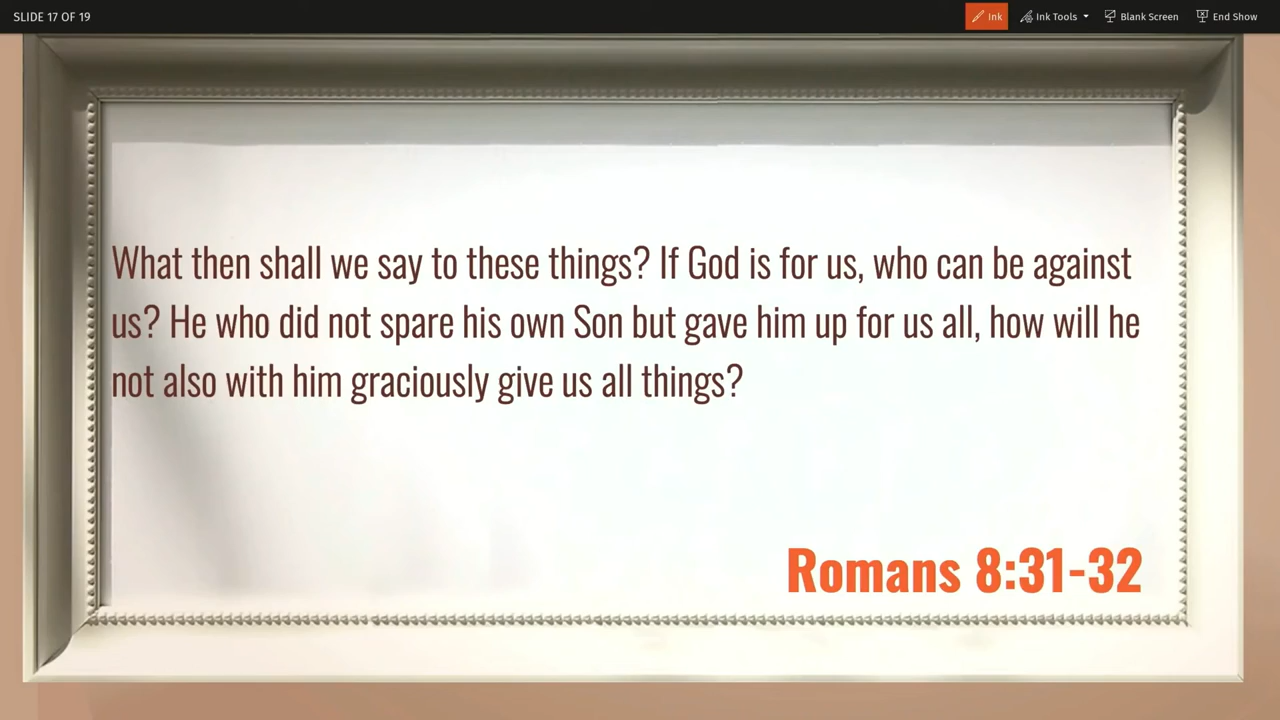 SLIDE 17 OF 19
Ink
Ink Tools
Blank Screen
End Show
What then shall we say to these things? If God is for us, who can be against
us? He who did not spare his own Son but gave him up for us all, how will he
not also with him graciously give us all things?
Romans 8:31-32